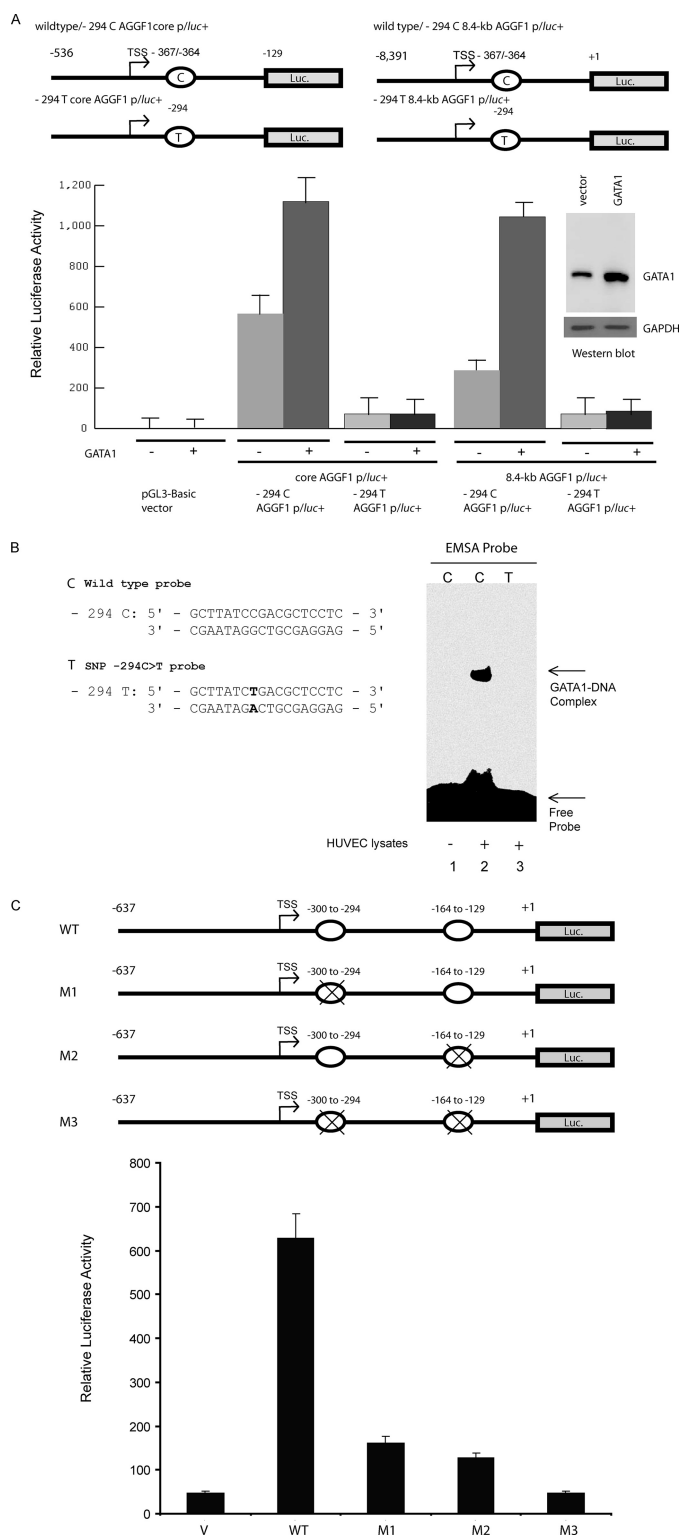 A
wildtype/- 294 C AGGF1core p/luc+
wild type/ - 294 C 8.4-kb AGGF1 p/luc+
-536 TSS - 367/-364 -129
-8,391 TSS - 367/-364 +1
C Luc.
C Luc.
- 294 T core AGGF1 p/luc+ -294
- 294 T 8.4-kb AGGF1 p/luc+ -294
T Luc.
T Luc.
Relative Luciferase Activity
1,200
1,000
800
600
400
200
0
vector GATA1
GATA1
GAPDH
Western blot
GATA1 - + - + - + - + - +
pGL3-Basic vector
core AGGF1 p/luc+
- 294 C AGGF1 p/luc+
- 294 T AGGF1 p/luc+
8.4-kb AGGF1 p/luc+
- 294 C AGGF1 p/luc+
- 294 T AGGF1 p/luc+
B
C Wild type probe
- 294 C: 5' - GCTTATCCGACGCTCCTC - 3'
3' - CGAATAGGCTGCGAGGAG - 5'
T SNP -294C>T probe
- 294 T: 5' - GCTTATCTGACGCTCCTC - 3'
3' - CGAATAGACTGCGAGGAG - 5'
EMSA Probe
C C T
GATA1-DNA
Complex
Free
Probe
HUVEC lysates - + +
1 2 3
C
-637 TSS -300 to -294 -164 to -129 +1
WT Luc.
-637 TSS -300 to -294 -164 to -129 +1
M1 Luc.
-637 TSS -300 to -294 -164 to -129 +1
M2 Luc.
-637 TSS -300 to -294 -164 to -129 +1
M3 Luc.
Relative Luciferase Activity
800
700
600
500
400
300
200
100
0
V WT M1 M2 M3